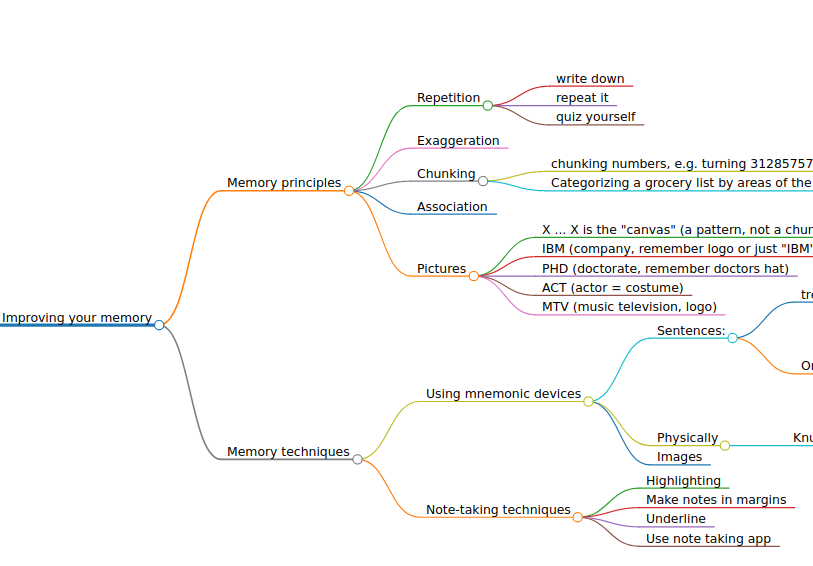 Improving your memory
Memory principles
Repetition
write down
repeat it
quiz yourself
Exaggeration
Chunking
chunking numbers, e.g. turning 31285757
Categorizing a grocery list by areas of the
Association
Pictures
X ... X is the "canvas" (a pattern, not a chun
IBM (company, remember logo or just "IBM"
PHD (doctorate, remember doctors hat)
ACT (actor = costume)
MTV (music television, logo)
Memory techniques
Using mnemonic devices
Sentences:
tre
Physically
Images
Note-taking techniques
Highlighting
Make notes in margins
Underline
Use note taking app